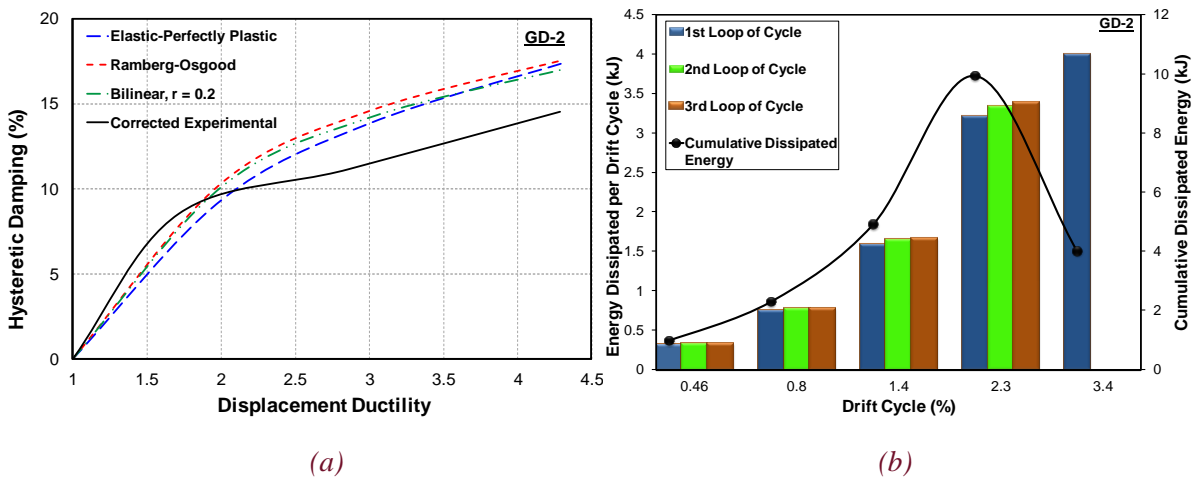 20
15
10
5
0
1
1.5
2
2.5
3
3.5
4
4.5
Hysteretic Damping (%)
Displacement Ductility
GD-2
Elastic-Perfectly Plastic
Ramberg-Osgood
Bilinear, r = 0.2
Corrected Experimental
(a)
4.5
4
3.5
3
2.5
2
1.5
1
0.5
0
Energy Dissipated per Drift Cycle (kJ)
1st Loop of Cycle
2nd Loop of Cycle
3rd Loop of Cycle
Cumulative Dissipated
Energy
GD-2
12
10
8
6
4
2
0
Cumulative Dissipated Energy (kJ)
0.46
0.8
1.4
2.3
3.4
Drift Cycle (%)
(b)